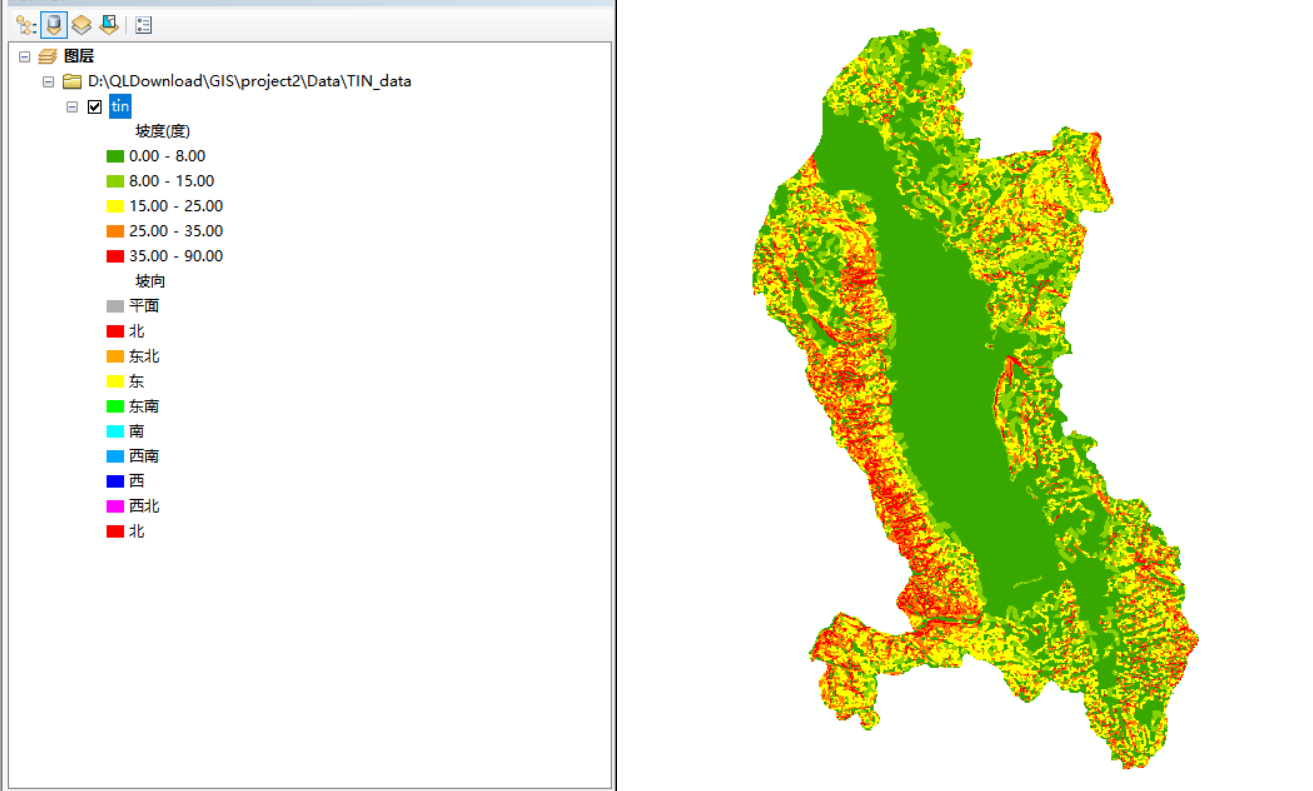 图层
D:\QLDownload\GIS\project2\Data\TIN_data
tin
坡度(度)
0.00 - 8.00
8.00 - 15.00
15.00 - 25.00
25.00 - 35.00
35.00 - 90.00
坡向
平面
北
东北
东
东南
南
西南
西
西北
北